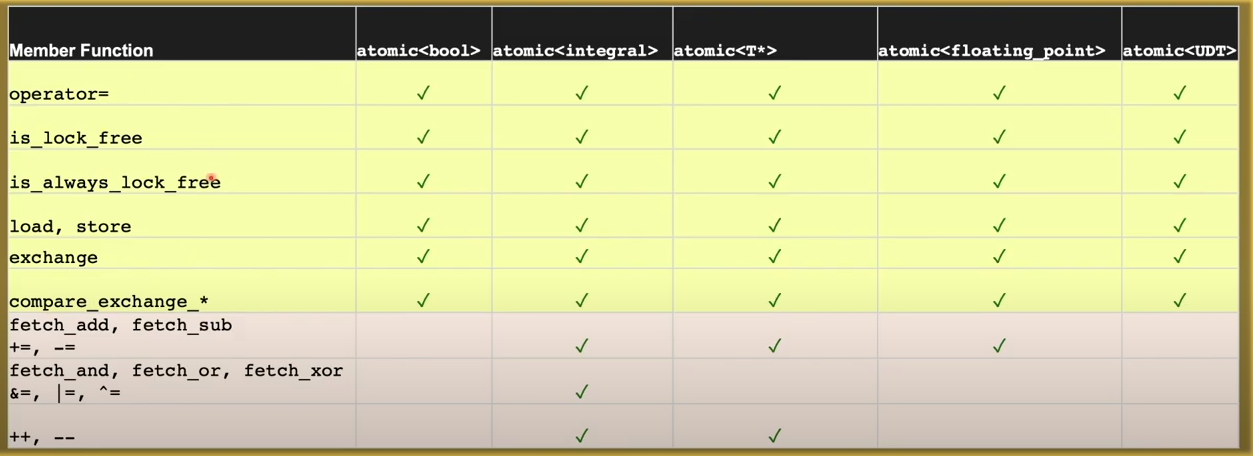 Member Function atomic<bool> atomic<integral> atomic<T*> atomic<floating_point> atomic<UDT>
operator= ✓ ✓ ✓ ✓ ✓
is_lock_free ✓ ✓ ✓ ✓ ✓
is_always_lock_free ✓ ✓ ✓ ✓ ✓
load, store ✓ ✓ ✓ ✓ ✓
exchange ✓ ✓ ✓ ✓ ✓
compare_exchange_* ✓ ✓ ✓ ✓ ✓
fetch_add, fetch_sub
+=, -= ✓ ✓ ✓
fetch_and, fetch_or, fetch_xor
&=, |=, ^= ✓
++, -- ✓ ✓